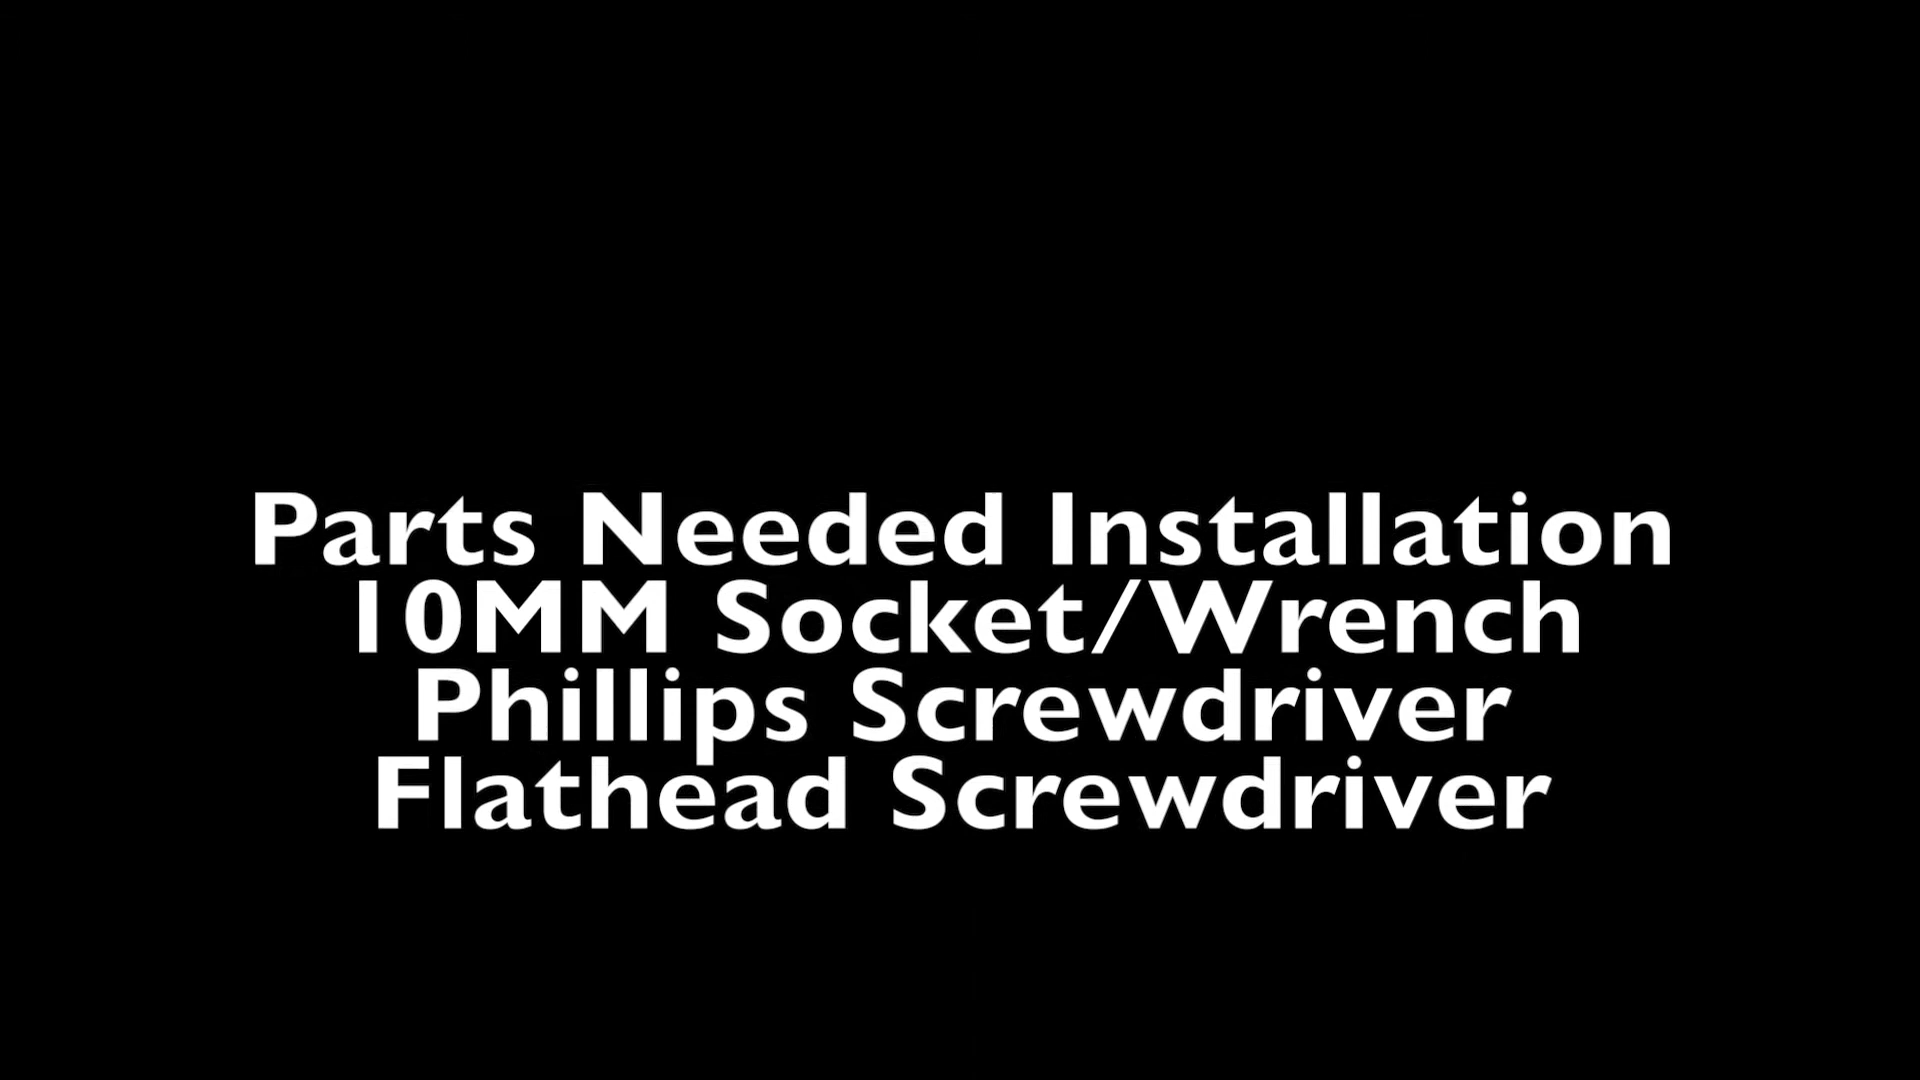 Parts Needed Installation
10MM Socket/Wrench
Phillips Screwdriver
Flathead Screwdriver